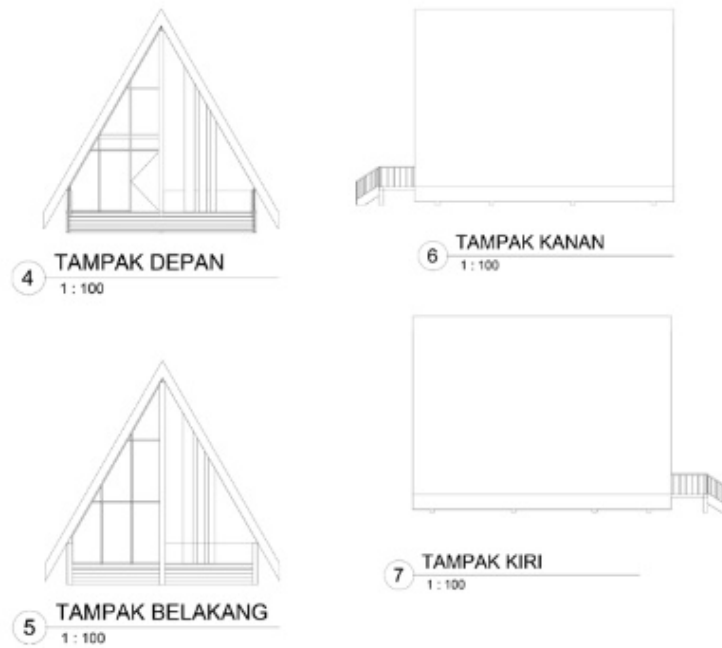 4 TAMPAK DEPAN
1 : 100
6 TAMPAK KANAN
1 : 100
5 TAMPAK BELAKANG
1 : 100
7 TAMPAK KIRI
1 : 100